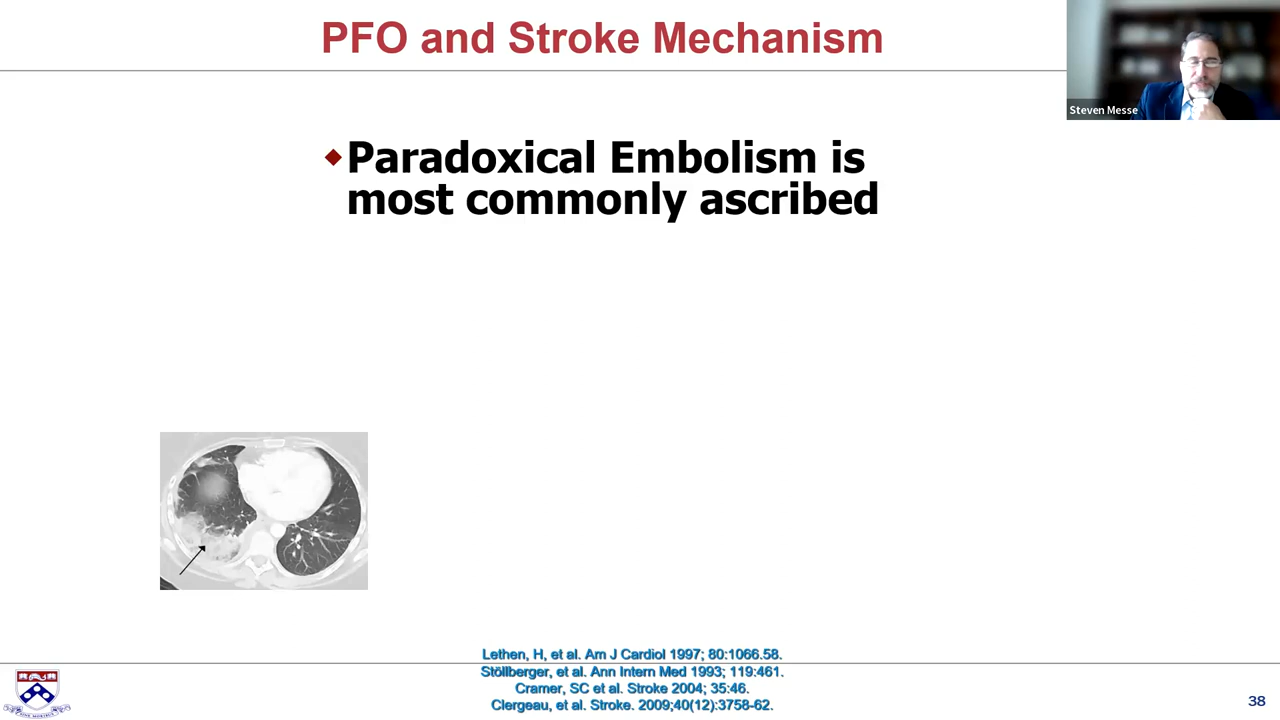 PFO and Stroke Mechanism
Steven Messe
Paradoxical Embolism is
most commonly ascribed
Lethen, H, et al. Am J Cardiol 1997; 80:1066.58.
Stöllberger, et al. Ann Intern Med 1993; 119:461.
Cramer, SC et al. Stroke 2004; 35:46.
Clergeau, et al. Stroke. 2009;40(12):3758-62.
38